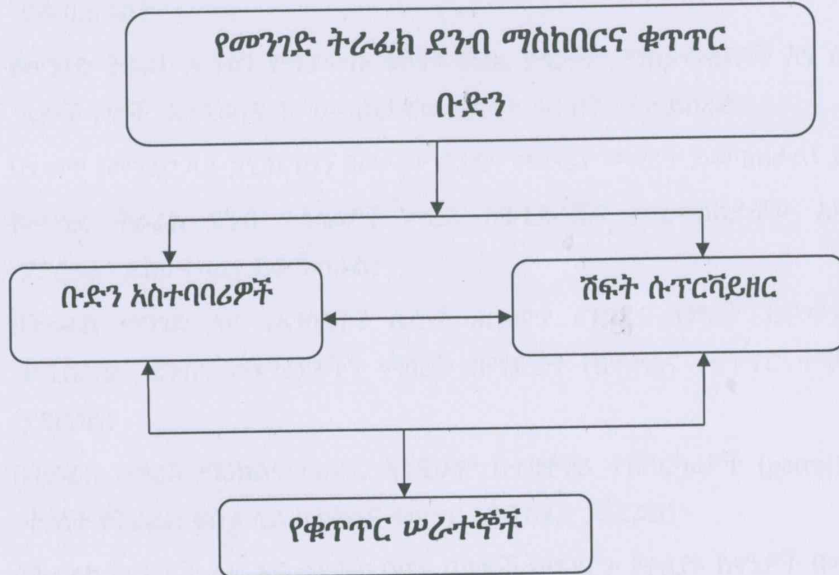 የመንገድ ትራፊክ ደንብ ማስከበርና ቁጥጥር
ቡድን
ቡድን አስተባባሪዎች
ሽፍት ሱፐርቫይዘር
የቁጥጥር ሠራተኞች